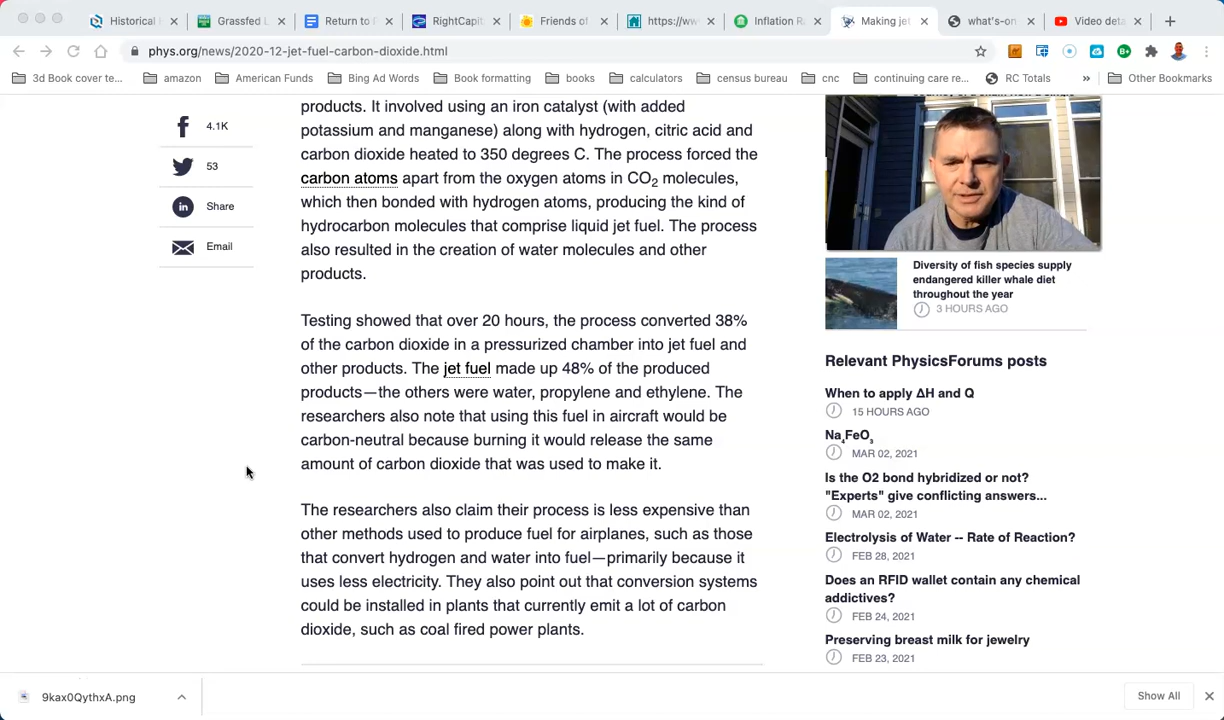 Historical
Grassfed
Return to
RightCapit
Friends of
https://ww
Inflation
Making jet
what's-on
Video deta
phys.org/news/2020-12-jet-fuel-carbon-dioxide.html
3d Book cover te...
amazon
American Funds
Bing Ad Words
Book formatting
books
calculators
census bureau
cnc
continuing care re...
RC Totals
»
Other Bookmarks
4.1K
53
Share
Email
products. It involved using an iron catalyst (with added
potassium and manganese) along with hydrogen, citric acid and
carbon dioxide heated to 350 degrees C. The process forced the
carbon atoms apart from the oxygen atoms in CO2 molecules,
which then bonded with hydrogen atoms, producing the kind of
hydrocarbon molecules that comprise liquid jet fuel. The process
also resulted in the creation of water molecules and other
products.
Testing showed that over 20 hours, the process converted 38%
of the carbon dioxide in a pressurized chamber into jet fuel and
other products. The jet fuel made up 48% of the produced
products—the others were water, propylene and ethylene. The
researchers also note that using this fuel in aircraft would be
carbon-neutral because burning it would release the same
amount of carbon dioxide that was used to make it.
The researchers also claim their process is less expensive than
other methods used to produce fuel for airplanes, such as those
that convert hydrogen and water into fuel—primarily because it
uses less electricity. They also point out that conversion systems
could be installed in plants that currently emit a lot of carbon
dioxide, such as coal fired power plants.
Diversity of fish species supply
endangered killer whale diet
throughout the year
3 HOURS AGO
Relevant PhysicsForums posts
When to apply ΔH and Q
15 HOURS AGO
Na4FeO3
MAR 02, 2021
Is the O2 bond hybridized or not?
"Experts" give conflicting answers...
MAR 02, 2021
Electrolysis of Water -- Rate of Reaction?
FEB 28, 2021
Does an RFID wallet contain any chemical
addictives?
FEB 24, 2021
Preserving breast milk for jewelry
FEB 23, 2021
9kax0QythxA.png
Show All